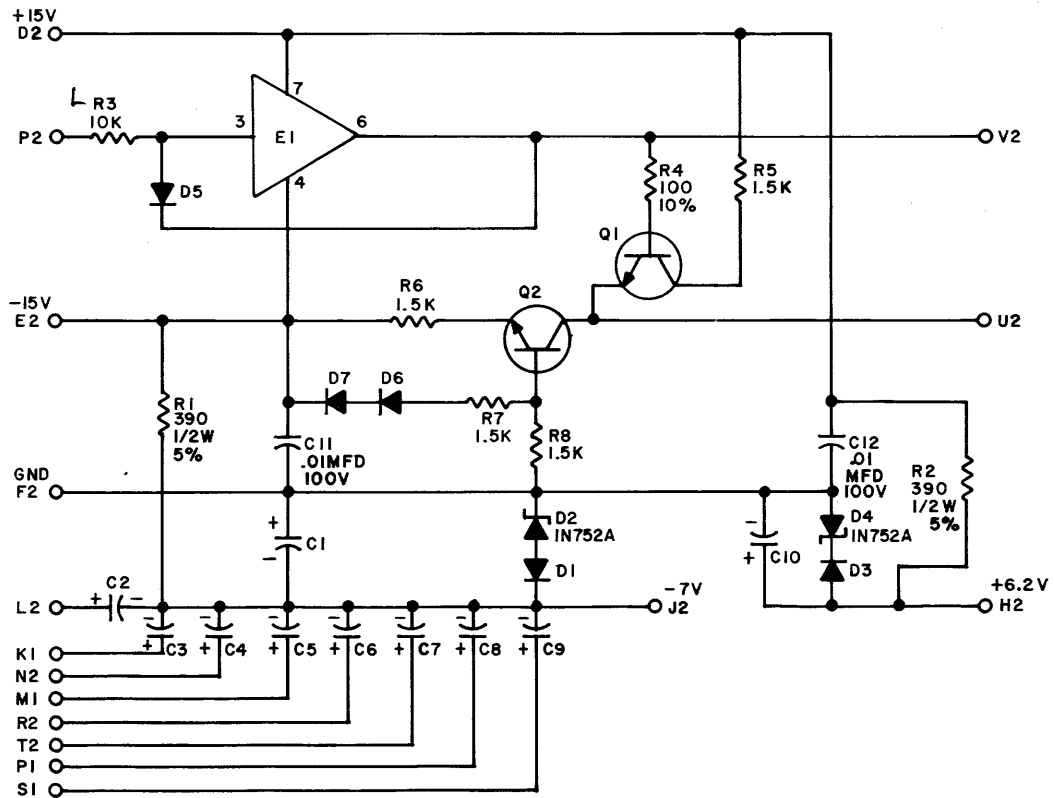 +15V
D2
L R3
10K
P2
3
7
E1
6
4
V2
D5
R4
100
10%
R5
1.5K
Q1
-15V
E2
R6
1.5K
Q2
U2
R1
390
1/2W
5%
D7
D6
R7
1.5K
R8
1.5K
C11
.01MFD
100V
C12
.01
MFD
100V
R2
390
1/2W
5%
GND
F2
+
-
C1
D2
IN752A
D1
-
+
C10
D4
IN752A
D3
-7V
J2
+6.2V
H2
L2
+
C2
-
-
+
C3
-
+
C4
-
+
C5
-
+
C6
-
+
C7
-
+
C8
-
+
C9
K1
N2
M1
R2
T2
P1
S1